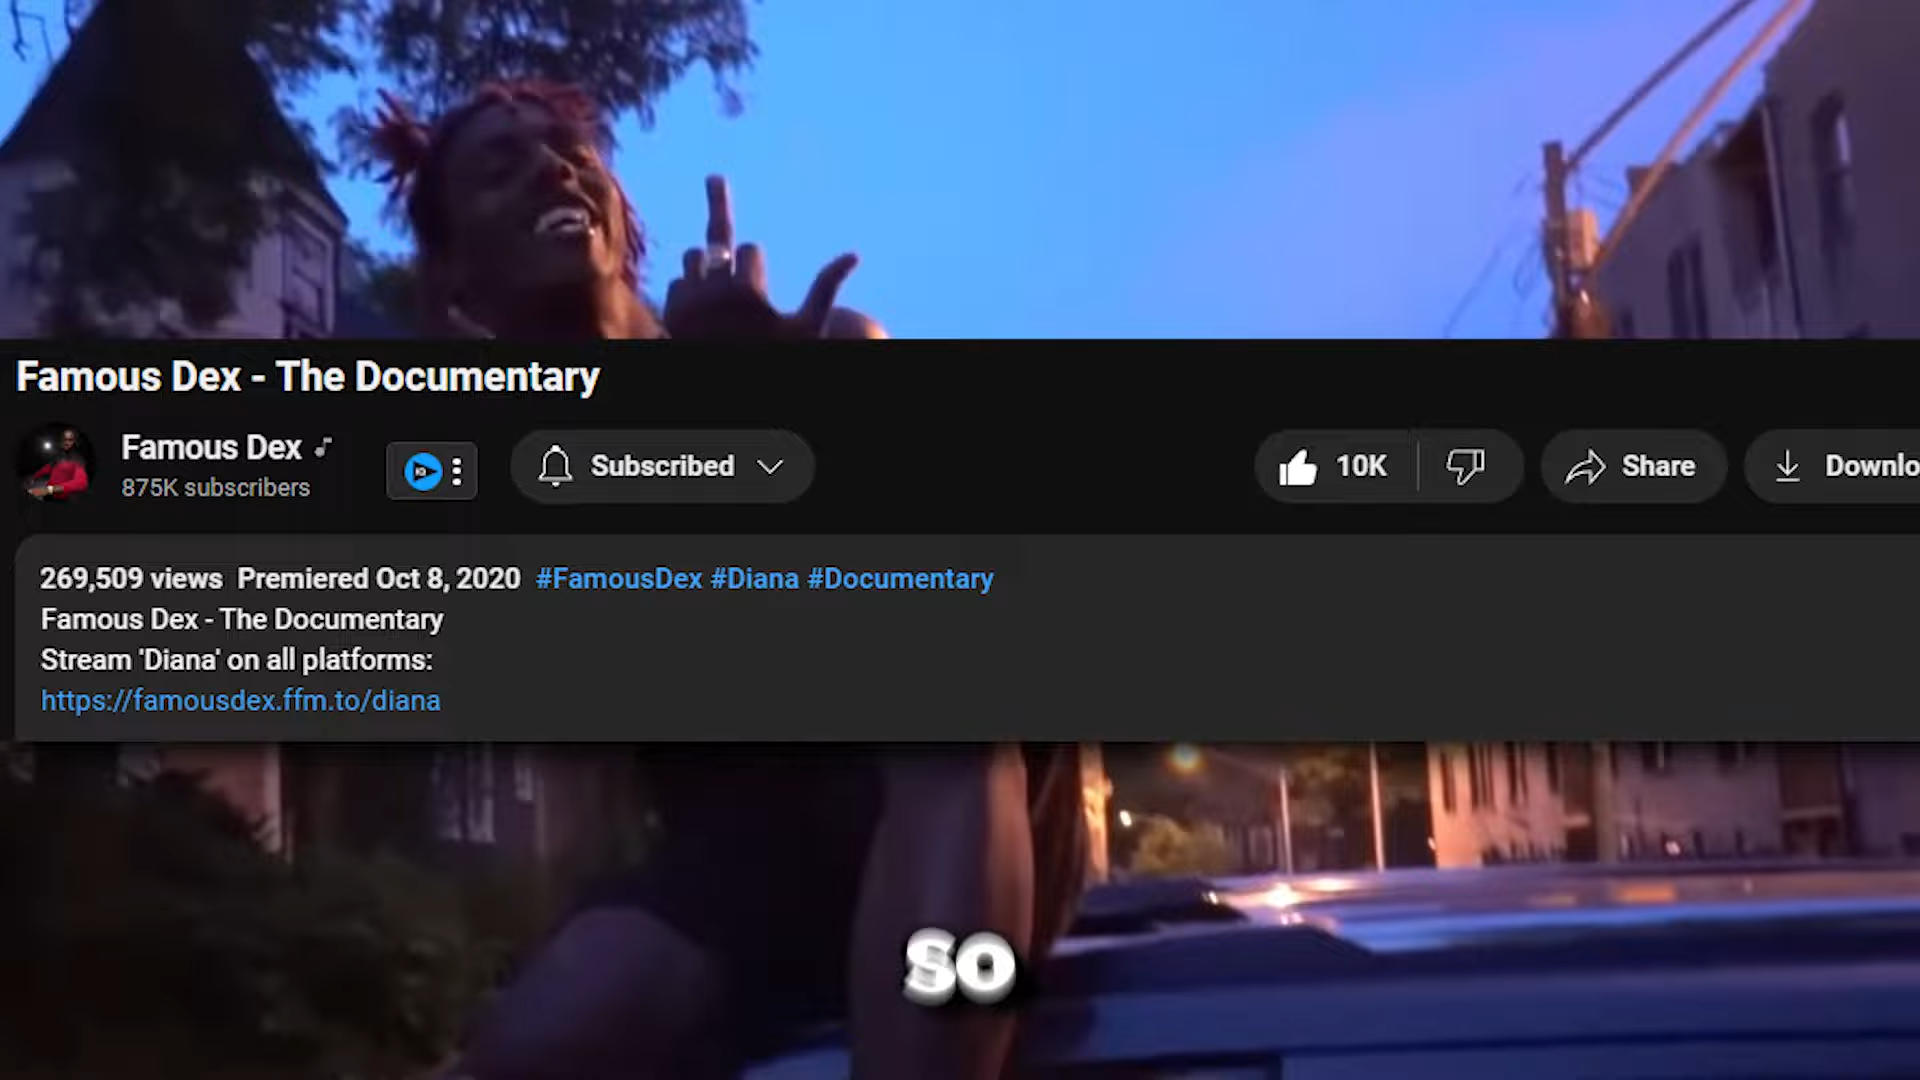 Famous Dex - The Documentary
Famous Dex
875K subscribers
Subscribed
10K
Share
Downlo
269,509 views Premiered Oct 8, 2020 #FamousDex #Diana #Documentary
Famous Dex - The Documentary
Stream 'Diana' on all platforms:
https://famousdex.ffm.to/diana
SO